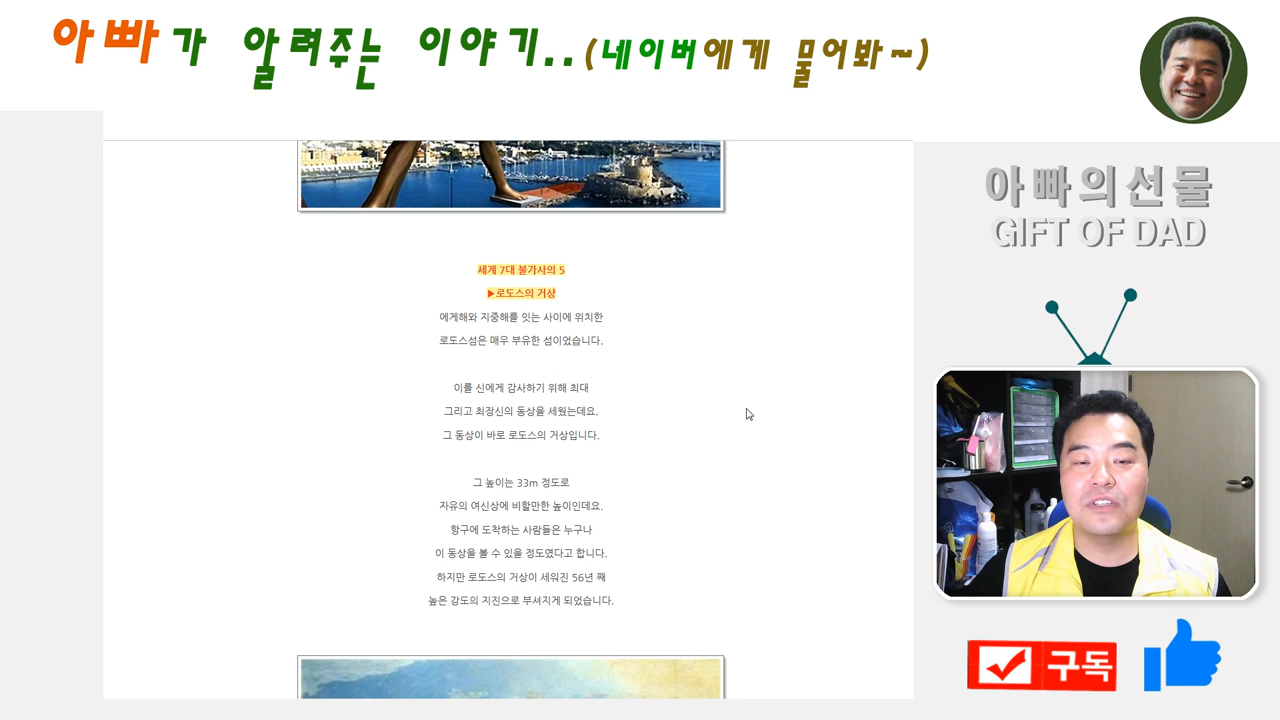 아빠가 알려주는 이야기..(네이버에게 물어봐~)
아빠의선물
GIFT OF DAD
세계 7대 불가사의 5
▶로도스의 거상
에게해와 지중해를 잇는 사이에 위치한
로도스섬은 매우 부유한 섬이었습니다.
이를 신에게 감사하기 위해 최대
그리고 최장신의 동상을 세웠는데요.
그 동상이 바로 로도스의 거상입니다.
그 높이는 33m 정도로
자유의 여신상에 비할만한 높이인데요.
항구에 도착하는 사람들은 누구나
이 동상을 볼 수 있을 정도였다고 합니다.
하지만 로도스의 거상이 세워진 56년 째
높은 강도의 지진으로 부셔지게 되었습니다.
구독